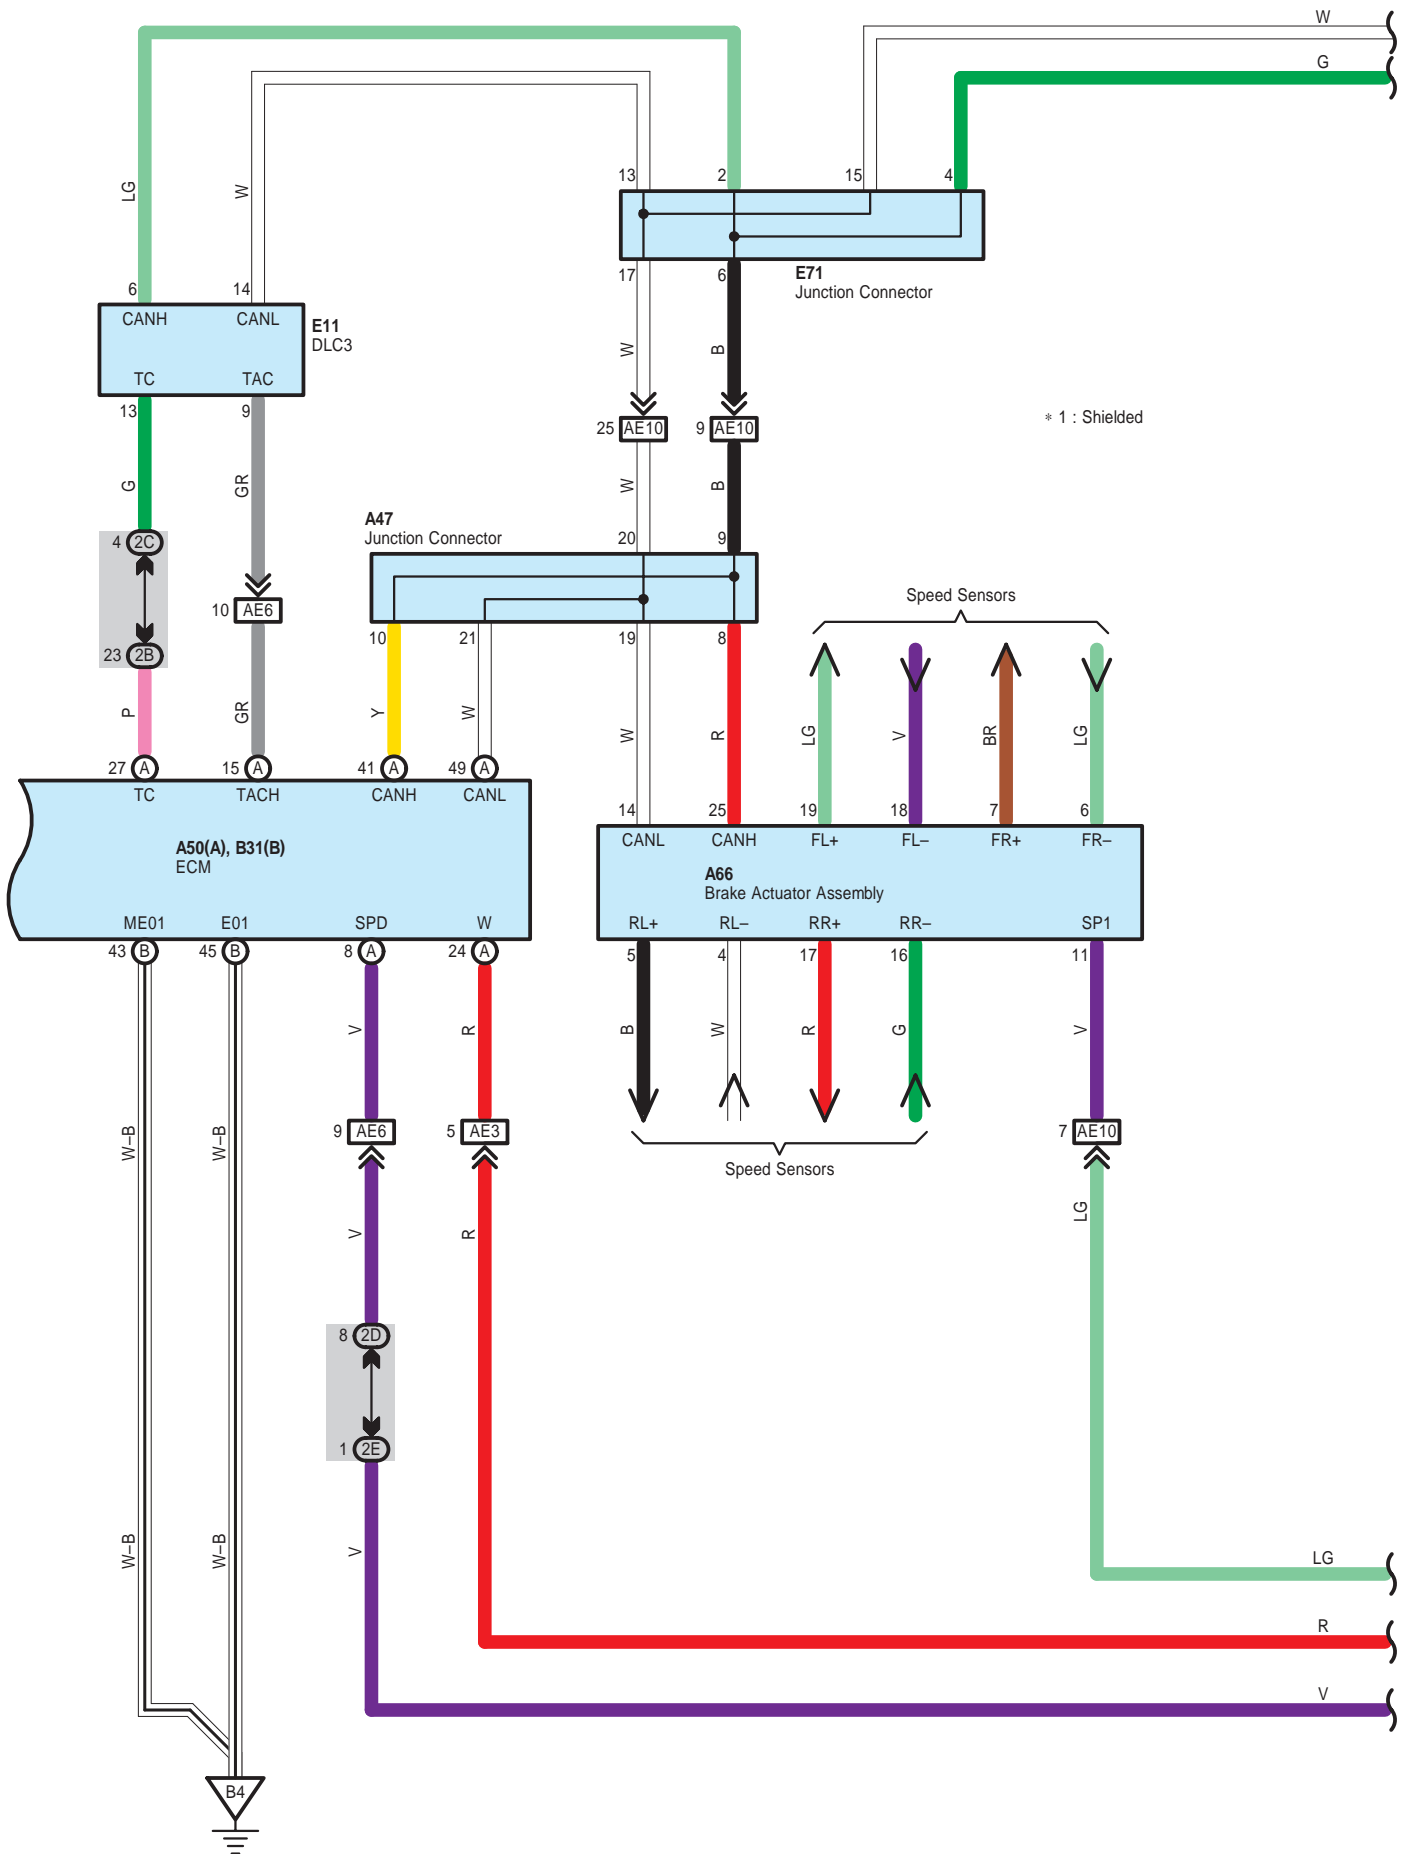 W
G
LG
W
13 2 15 4
17 6
E71
Junction Connector
6 14
CANH CANL
E11
DLC3
TC TAC
13 9
W B
* 1 : Shielded
25 AE10 9 AE10
G GR W B
A47
Junction Connector
20 9
4 2C
10 AE6
Speed Sensors
10 21 19 8
23 2B
P GR Y W W R LG V BR LG
27 A 15 A 41 A 49 A
TC TACH CANH CANL
14 25 19 18 7 6
CANL CANH FL+ FL– FR+ FR–
A50(A), B31(B)
ECM
A66
Brake Actuator Assembly
ME01 E01 SPD W
RL+ RL– RR+ RR– SP1
43 B 45 B 8 A 24 A
5 4 17 16 11
V R B W R G V
W–B W–B
9 AE6 5 AE3
7 AE10
Speed Sensors
V R LG
8 2D
1 2E
W–B W–B V
LG
R
V
B4